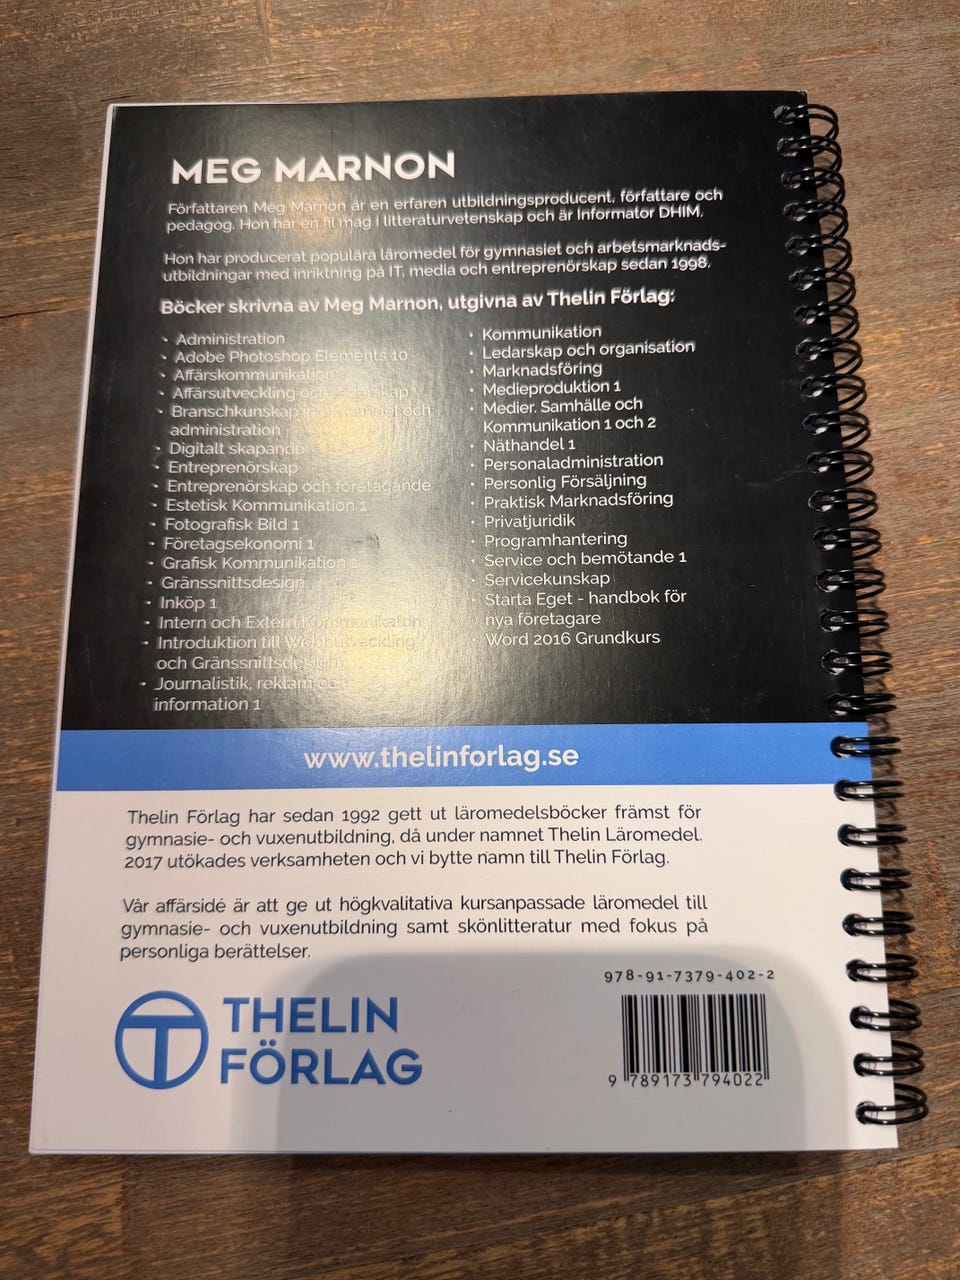 MEG MARNON
Författaren Meg Marnon är en erfaren utbildningsproducent, författare och
pedagog. Hon har en fil mag i litteraturvetenskap och är Informator DHIM.
Hon har producerat populära läromedel för gymnasiet och arbetsmarknads-
utbildningar med inriktning på IT, media och entreprenörskap sedan 1998.
Böcker skrivna av Meg Marnon, utgivna av Thelin Förlag:
• Administration
• Adobe Photoshop Elements 10
• Affärskommunikation
• Affärsutveckling och ledarskap
• Branschkunskap inom handel och
administration
• Digitalt skapande
• Entreprenörskap
• Entreprenörskap och företagande
• Estetisk Kommunikation 1
• Fotografisk Bild 1
• Företagsekonomi 1
• Grafisk Kommunikation 1
• Gränssnittsdesign
• Inköp 1
• Intern och Extern Kommunikation
• Introduktion till Webbutveckling
och Gränssnittsdesign
• Journalistik, reklam och
information 1
• Kommunikation
• Ledarskap och organisation
• Marknadsföring
• Medieproduktion 1
• Medier, Samhälle och
Kommunikation 1 och 2
• Näthandel 1
• Personaladministration
• Personlig Försäljning
• Praktisk Marknadsföring
• Privatjuridik
• Programhantering
• Service och bemötande 1
• Servicekunskap
• Starta Eget - handbok för
nya företagare
• Word 2016 Grundkurs
www.thelinforlag.se
Thelin Förlag har sedan 1992 gett ut läromedelsböcker främst för
gymnasie- och vuxenutbildning, då under namnet Thelin Läromedel.
2017 utökades verksamheten och vi bytte namn till Thelin Förlag.
Vår affärsidé är att ge ut högkvalitativa kursanpassade läromedel till
gymnasie- och vuxenutbildning samt skönlitteratur med fokus på
personliga berättelser.
978-91-7379-402-2
THELIN
FÖRLAG
9 789173 794022